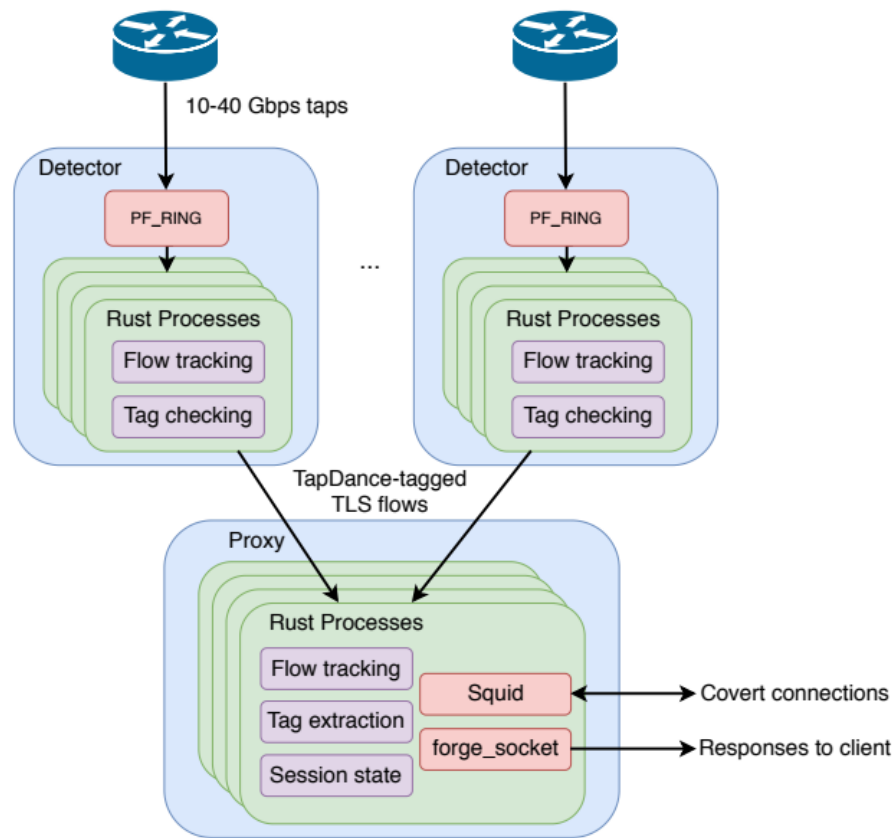 10-40 Gbps taps
Detector
PF_RING
Rust Processes
Flow tracking
Tag checking
...
Detector
PF_RING
Rust Processes
Flow tracking
Tag checking
TapDance-tagged
TLS flows
Proxy
Rust Processes
Flow tracking
Tag extraction
Session state
Squid
forge_socket
Covert connections
Responses to client